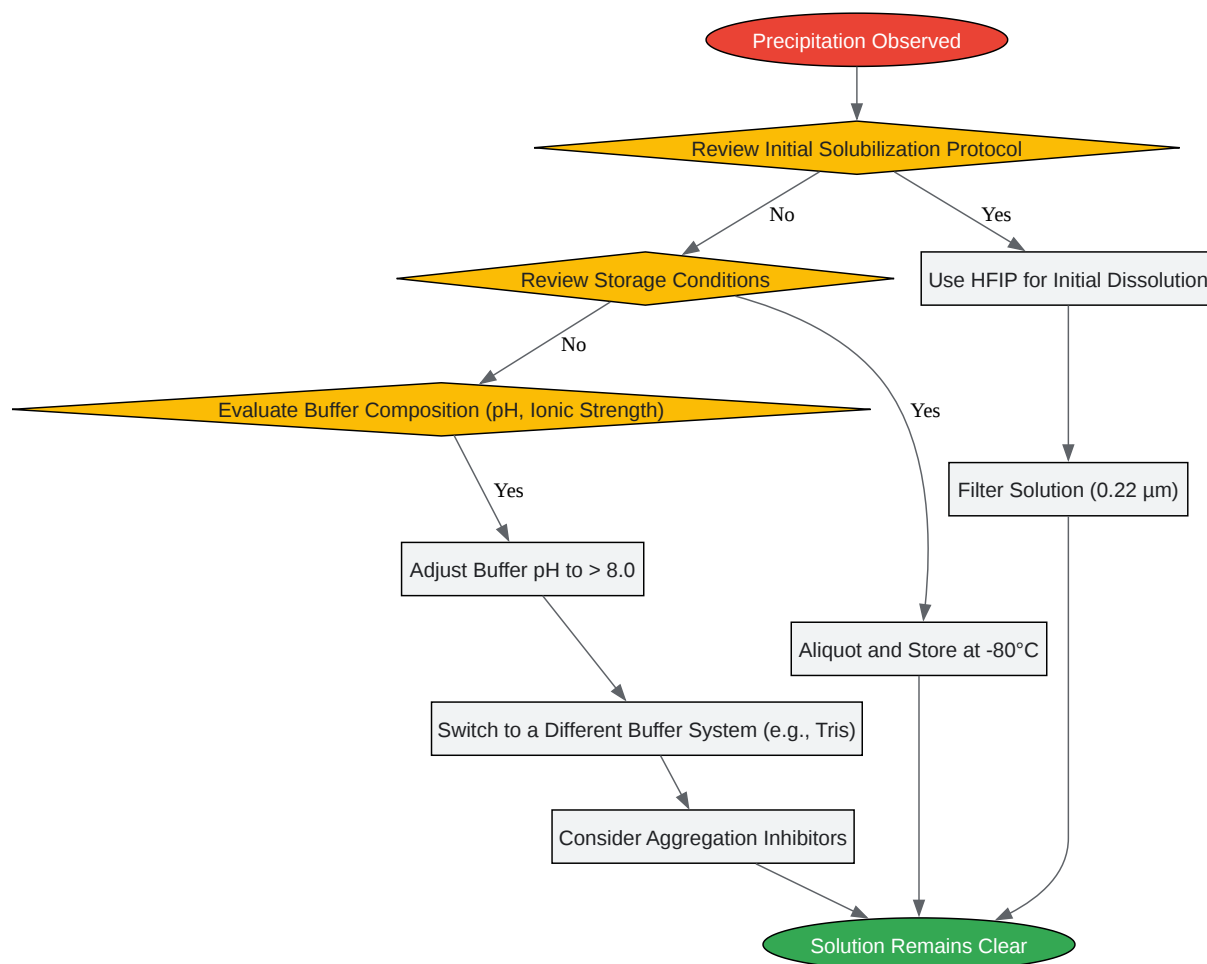 Precipitation Observed
Review Initial Solubilization Protocol
No
Yes
Review Storage Conditions
Use HFIP for Initial Dissolution
No
Evaluate Buffer Composition (pH, Ionic Strength)
Yes
Yes
Filter Solution (0.22 µm)
Adjust Buffer pH to > 8.0
Aliquot and Store at -80°C
Switch to a Different Buffer System (e.g., Tris)
Consider Aggregation Inhibitors
Solution Remains Clear